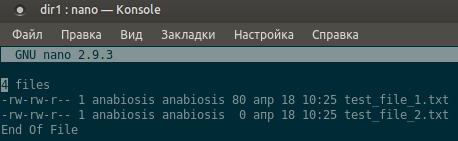 dir1 : nano — Konsole
Файл Правка Вид Закладки Настройка Справка
GNU nano 2.9.3
4 files
-rw-rw-r-- 1 anabiosis anabiosis 80 апр 18 10:25 test_file_1.txt
-rw-rw-r-- 1 anabiosis anabiosis  0 апр 18 10:25 test_file_2.txt
End Of File